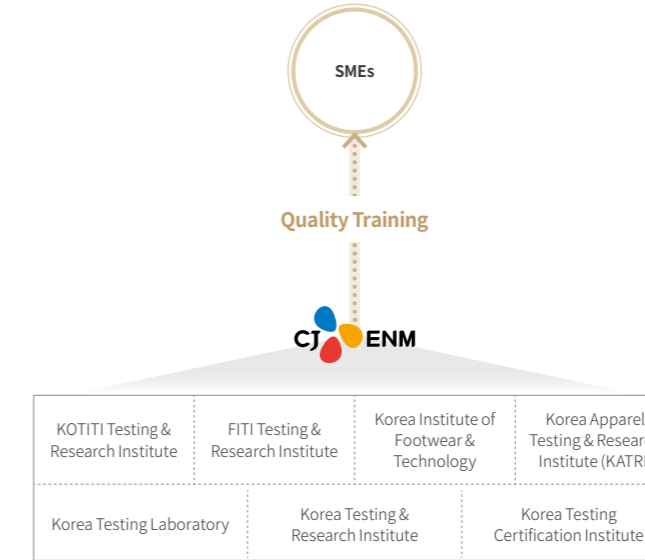 SMEs
Quality Training
CJ ENM
KOTITI Testing &
Research Institute
FITI Testing &
Research Institute
Korea Institute of
Footwear &
Technology
Korea Apparel
Testing & Research
Institute (KATRI
Korea Testing Laboratory
Korea Testing &
Research Institute
Korea Testing
Certification Institute